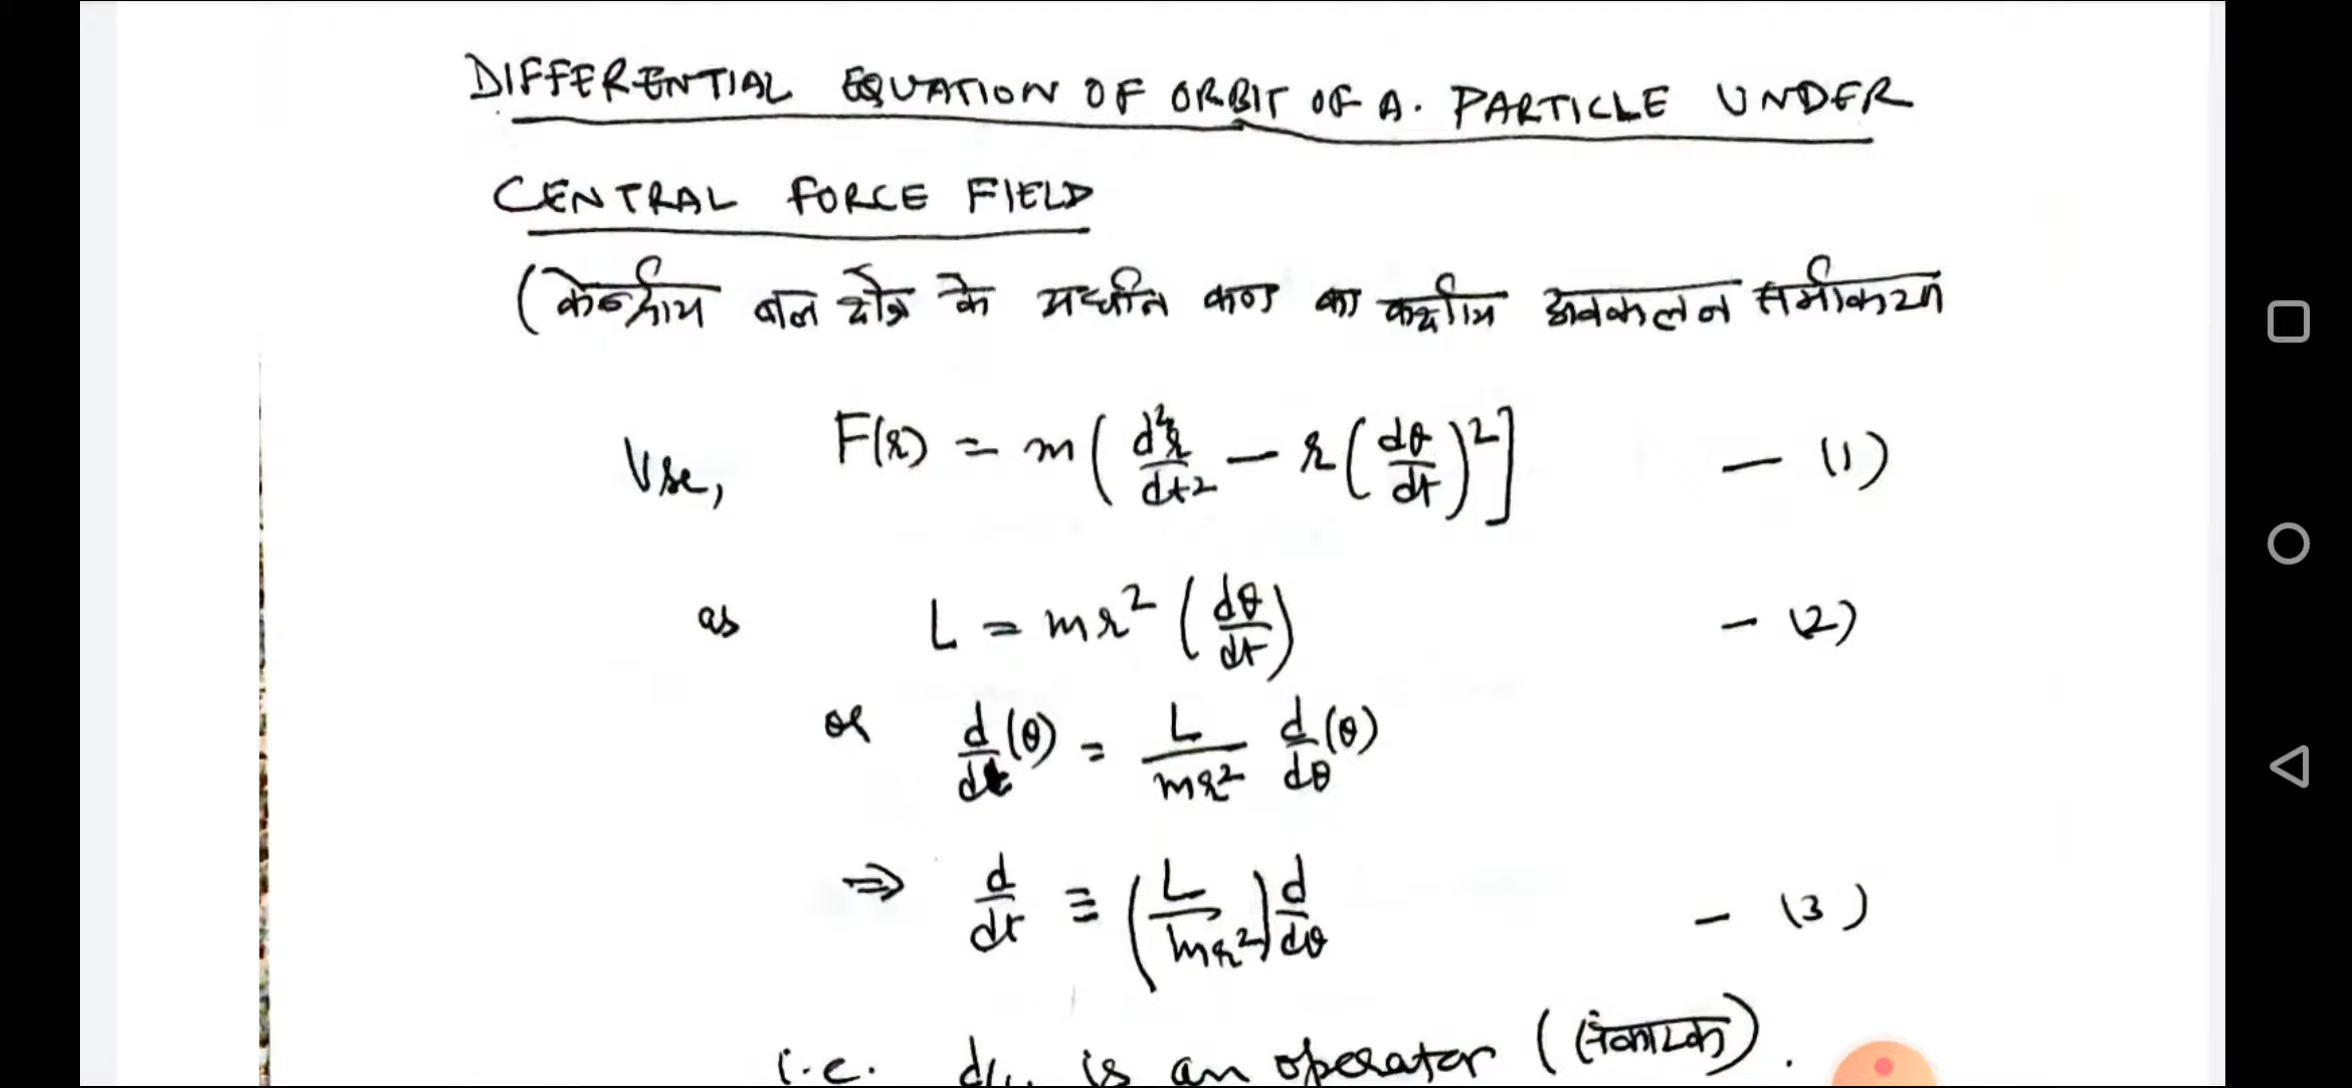 DIFFERENTIAL EQUATION OF ORBIT OF A. PARTICLE UNDER
CENTRAL FORCE FIELD
(केन्द्रीय बल क्षेत्र के अधीन कण का कक्षीय अवकलन समीकरण
Use, F(r) = m( d²r/dt² - r(dθ/dt)²] - (1)
as L = mr² (dθ/dt) - (2)
or d/dt(θ) = L/mr² d/dθ(θ)
⇒ d/dt ≡ (L/mr²) d/dθ - (3)
i.e. is an operator (संकारक).